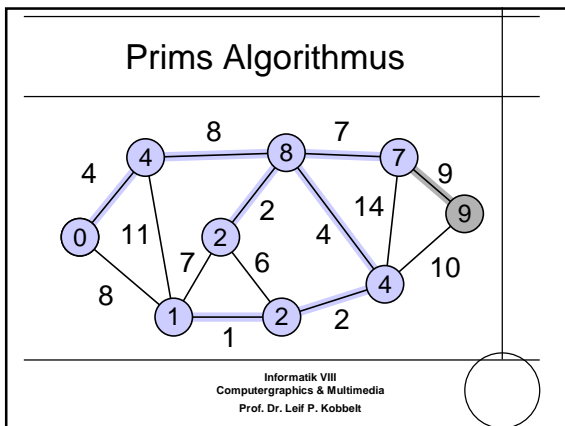 Prims Algorithmus
8 7
4 4 8 7 9
2 14 9
0 11 2 4
7 6 10
8 4
1 2 2
1
Informatik VIII
Computergraphics & Multimedia
Prof. Dr. Leif P. Kobbelt